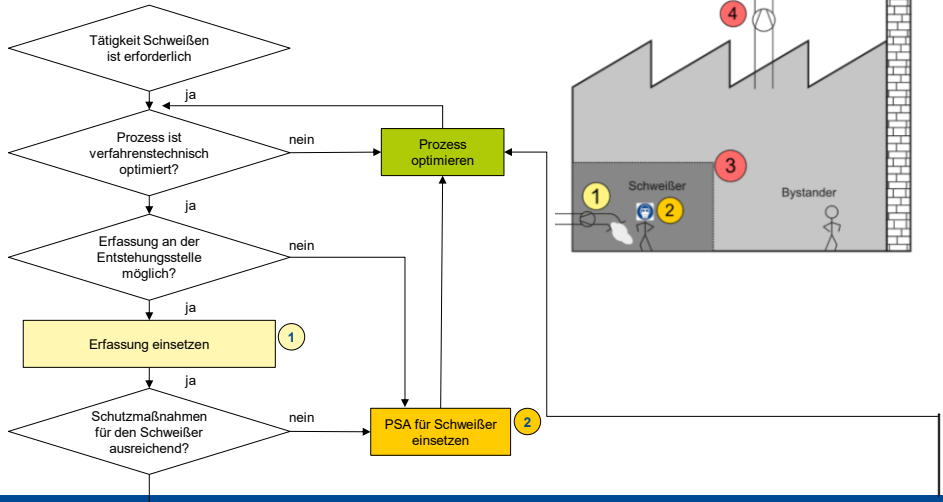 Tätigkeit Schweißen
ist erforderlich
ja
Prozess ist
verfahrenstechnisch
optimiert?
nein
Prozess
optimieren
ja
Erfassung an der
Entstehungsstelle
möglich?
nein
ja
Erfassung einsetzen
1
ja
Schutzmaßnahmen
für den Schweißer
ausreichend?
nein
PSA für Schweißer
einsetzen
2
4
3
1
Schweißer
2
Bystander